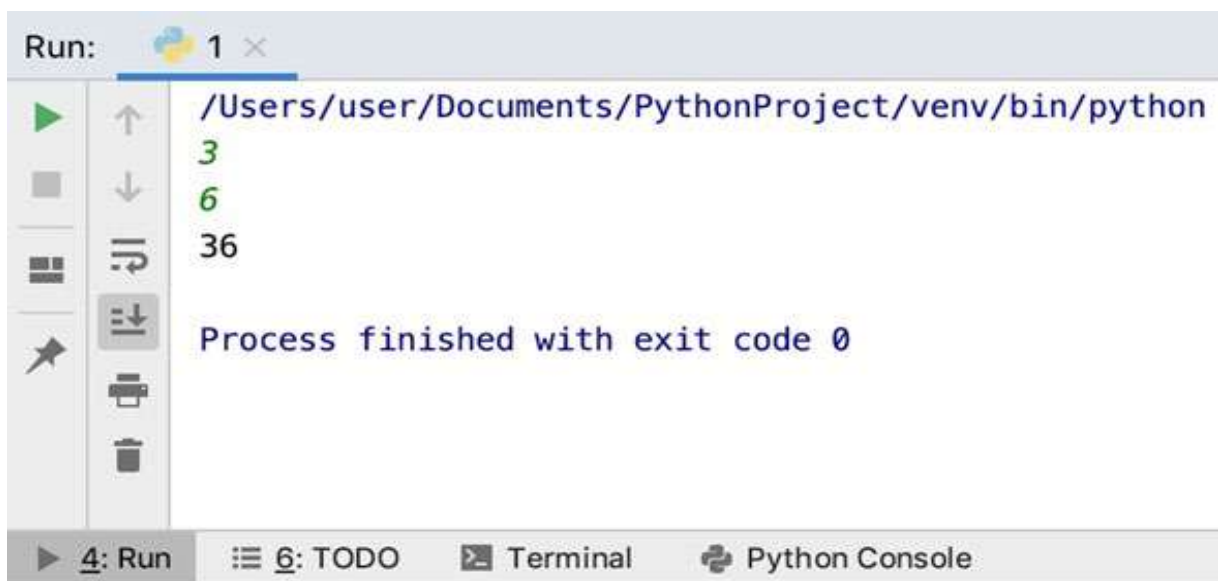 Run: 1
/Users/user/Documents/PythonProject/venv/bin/python
3
6
36
Process finished with exit code 0
4: Run 6: TODO Terminal Python Console